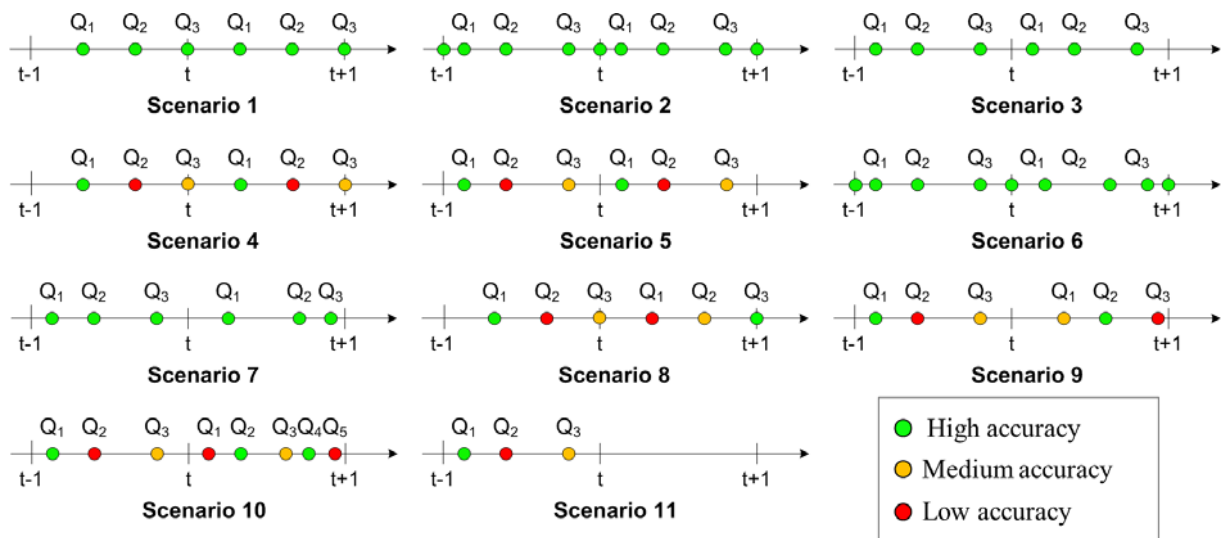 Q₁ Q₂ Q₃ Q₁ Q₂ Q₃
t-1 t t+1
Scenario 1
Q₁ Q₂ Q₃ Q₁ Q₂ Q₃
t-1 t t+1
Scenario 2
Q₁ Q₂ Q₃ Q₁ Q₂ Q₃
t-1 t t+1
Scenario 3
Q₁ Q₂ Q₃ Q₁ Q₂ Q₃
t-1 t t+1
Scenario 4
Q₁ Q₂ Q₃ Q₁ Q₂ Q₃
t-1 t t+1
Scenario 5
Q₁ Q₂ Q₃ Q₁ Q₂ Q₃
t-1 t t+1
Scenario 6
Q₁ Q₂ Q₃ Q₁ Q₂ Q₃
t-1 t t+1
Scenario 7
Q₁ Q₂ Q₃ Q₁ Q₂ Q₃
t-1 t t+1
Scenario 8
Q₁ Q₂ Q₃ Q₁ Q₂ Q₃
t-1 t t+1
Scenario 9
Q₁ Q₂ Q₃ Q₁ Q₂ Q₃ Q₄ Q₅
t-1 t t+1
Scenario 10
Q₁ Q₂ Q₃
t-1 t t+1
Scenario 11
High accuracy
Medium accuracy
Low accuracy